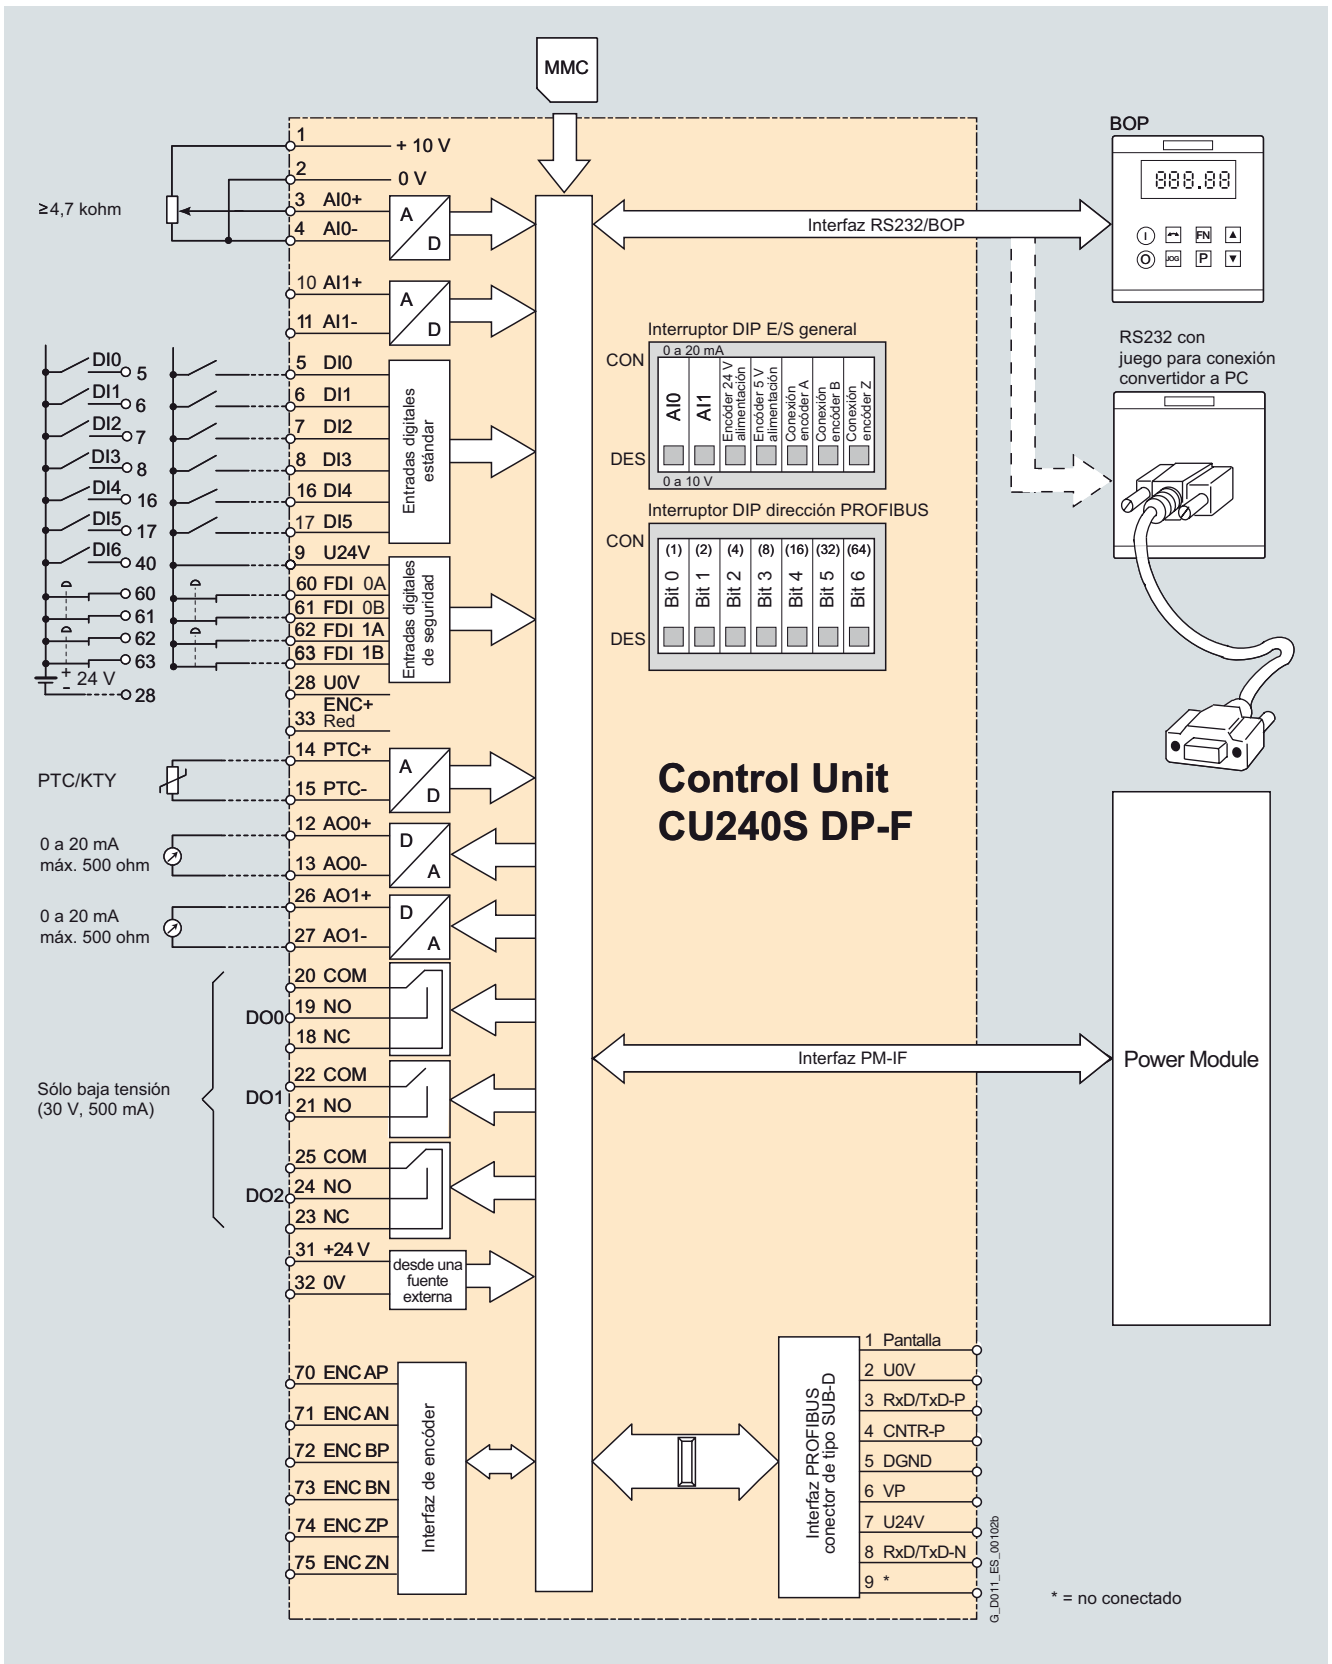 MMC
1
+ 10 V
2
0 V
≥4,7 kohm
3 AI0+
4 AI0-
A
D
10 AI1+
11 AI1-
A
D
DI0 5
DI1 6
DI2 7
DI3 8
DI4 16
DI5 17
DI6 40
60
61
62
63
+ 24 V
-
28
5 DI0
6 DI1
7 DI2
8 DI3
16 DI4
17 DI5
Entradas digitales
estándar
9 U24V
60 FDI 0A
61 FDI 0B
62 FDI 1A
63 FDI 1B
Entradas digitales
de seguridad
28 U0V
ENC+
33 Red
PTC/KTY
14 PTC+
15 PTC-
A
D
0 a 20 mA
máx. 500 ohm
12 AO0+
13 AO0-
D
A
0 a 20 mA
máx. 500 ohm
26 AO1+
27 AO1-
D
A
Sólo baja tensión
(30 V, 500 mA)
DO0
20 COM
19 NO
18 NC
DO1
22 COM
21 NO
DO2
25 COM
24 NO
23 NC
31 +24 V
32 0V
desde una
fuente
externa
70 ENC AP
71 ENC AN
72 ENC BP
73 ENC BN
74 ENC ZP
75 ENC ZN
Interfaz de encóder
Interfaz RS232/BOP
Interruptor DIP E/S general
CON
DES
0 a 20 mA
AI0
AI1
Encóder 24 V
alimentación
Encóder 5 V
alimentación
Conexión
encóder A
Conexión
encóder B
Conexión
encóder Z
0 a 10 V
Interruptor DIP dirección PROFIBUS
CON
DES
(1) (2) (4) (8) (16) (32) (64)
Bit 0 Bit 1 Bit 2 Bit 3 Bit 4 Bit 5 Bit 6
Control Unit
CU240S DP-F
Interfaz PM-IF
Interfaz PROFIBUS
conector de tipo SUB-D
1 Pantalla
2 U0V
3 RxD/TxD-P
4 CNTR-P
5 DGND
6 VP
7 U24V
8 RxD/TxD-N
9 *
BOP
888.88
I
FN
O
JOG
P
RS232 con
juego para conexión
convertidor a PC
Power Module
G_D011_ES_00102b
* = no conectado